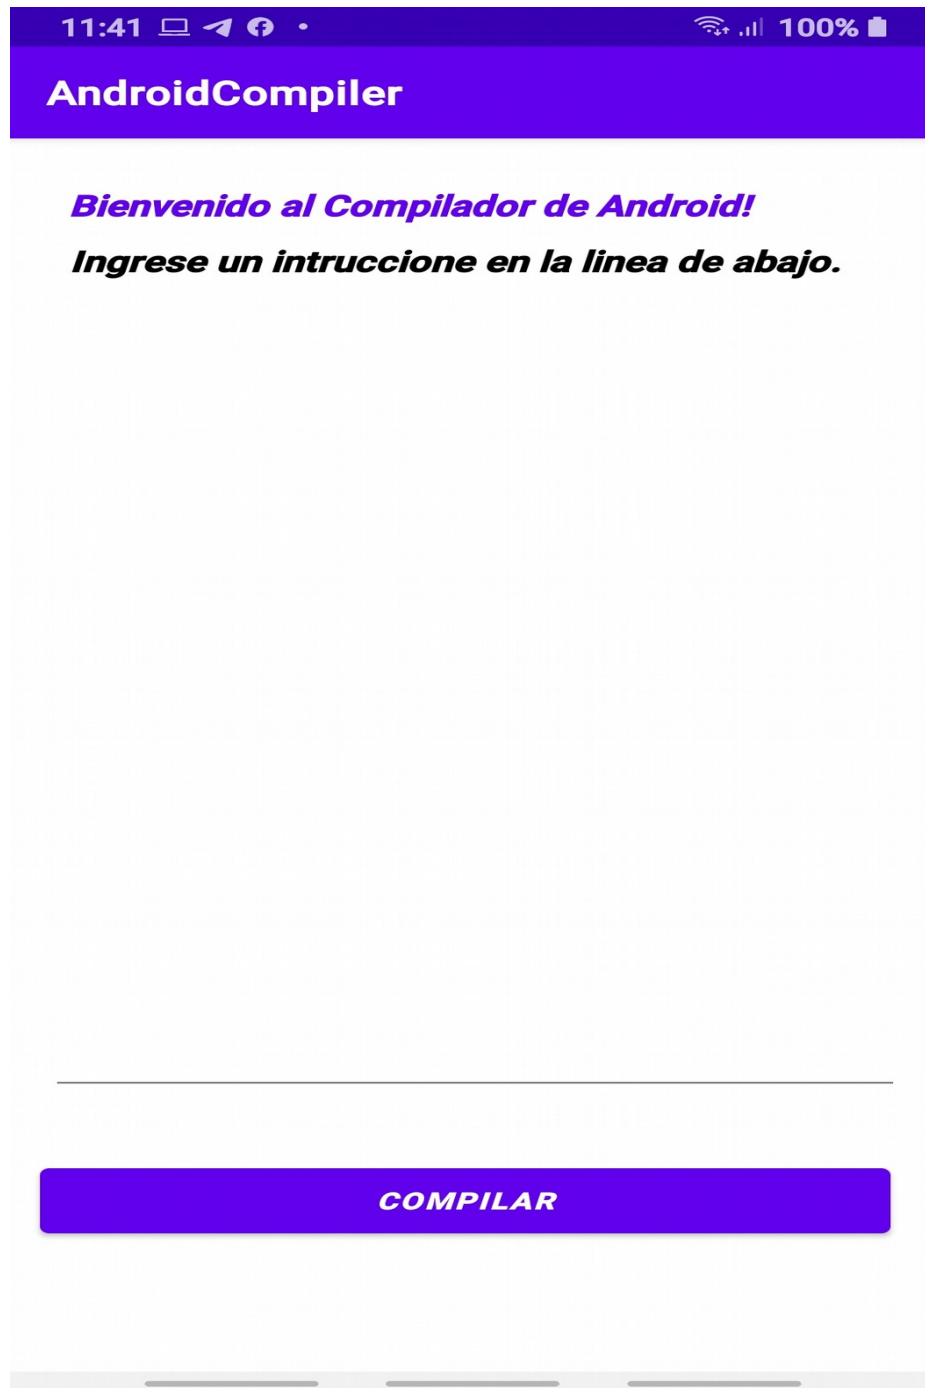 11:41 100%
AndroidCompiler
Bienvenido al Compilador de Android!
Ingrese un intruccione en la linea de abajo.
COMPILAR